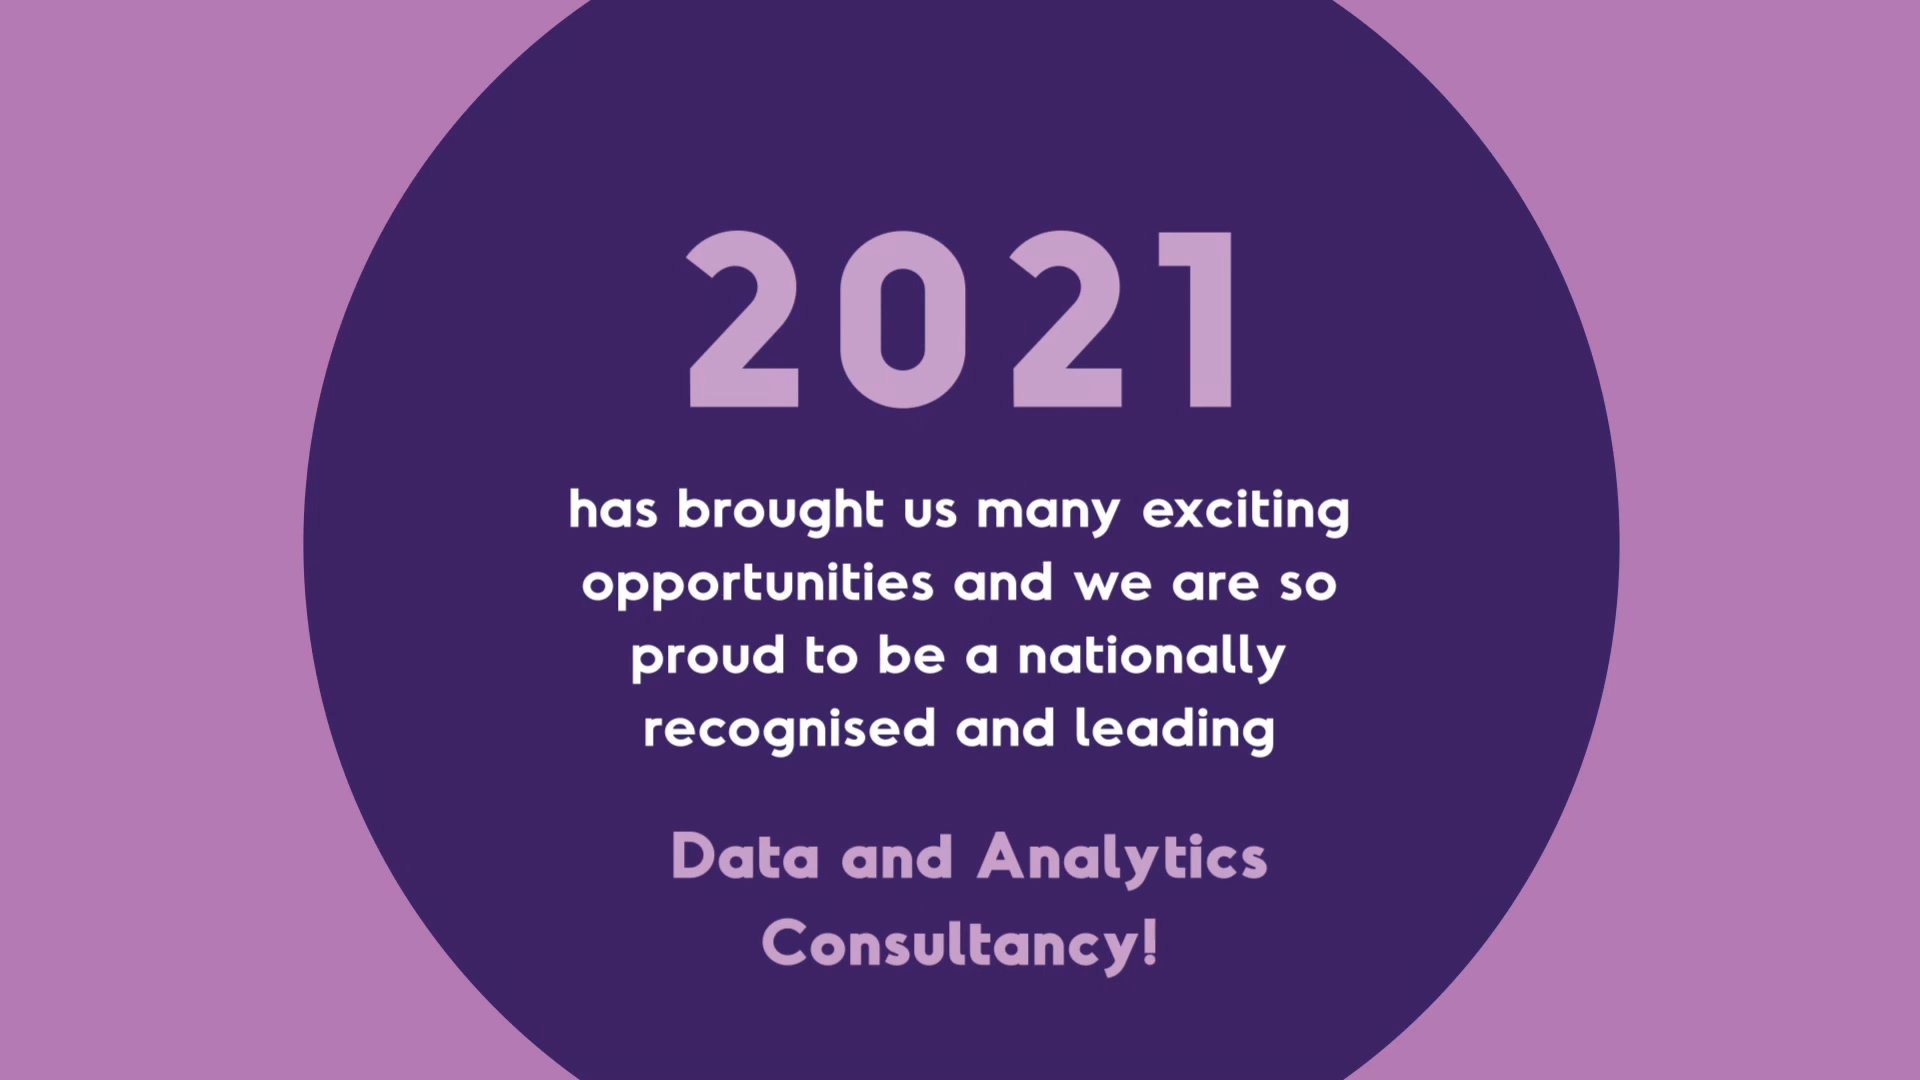 2021
has brought us many exciting
opportunities and we are so
proud to be a nationally
recognised and leading
Data and Analytics
Consultancy!